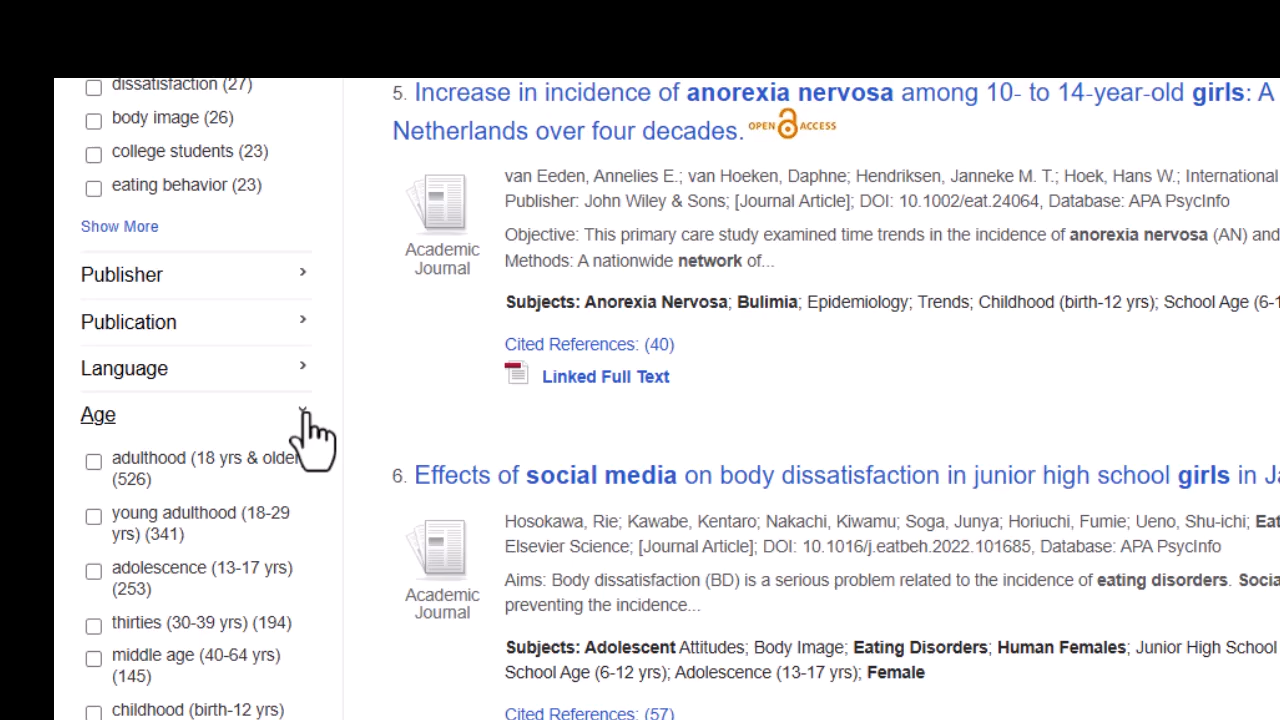 dissatisfaction (27)
body image (26)
college students (23)
eating behavior (23)
Show More
Publisher
Publication
Language
Age
adulthood (18 yrs & older
(526)
young adulthood (18-29
yrs) (341)
adolescence (13-17 yrs)
(253)
thirties (30-39 yrs) (194)
middle age (40-64 yrs)
(145)
childhood (birth-12 yrs)
5. Increase in incidence of anorexia nervosa among 10- to 14-year-old girls: A
Netherlands over four decades. OPEN ACCESS
Academic
Journal
van Eeden, Annelies E.; van Hoeken, Daphne; Hendriksen, Janneke M. T.; Hoek, Hans W.; International
Publisher: John Wiley & Sons; [Journal Article]; DOI: 10.1002/eat.24064, Database: APA PsycInfo
Objective: This primary care study examined time trends in the incidence of anorexia nervosa (AN) and
Methods: A nationwide network of...
Subjects: Anorexia Nervosa; Bulimia; Epidemiology; Trends; Childhood (birth-12 yrs); School Age (6-1
Cited References: (40)
Linked Full Text
6. Effects of social media on body dissatisfaction in junior high school girls in Ja
Academic
Journal
Hosokawa, Rie; Kawabe, Kentaro; Nakachi, Kiwamu; Soga, Junya; Horiuchi, Fumie; Ueno, Shu-ichi; Eat
Elsevier Science; [Journal Article]; DOI: 10.1016/j.eatbeh.2022.101685, Database: APA PsycInfo
Aims: Body dissatisfaction (BD) is a serious problem related to the incidence of eating disorders. Socia
preventing the incidence...
Subjects: Adolescent Attitudes; Body Image; Eating Disorders; Human Females; Junior High School
School Age (6-12 yrs); Adolescence (13-17 yrs); Female
Cited References: (57)